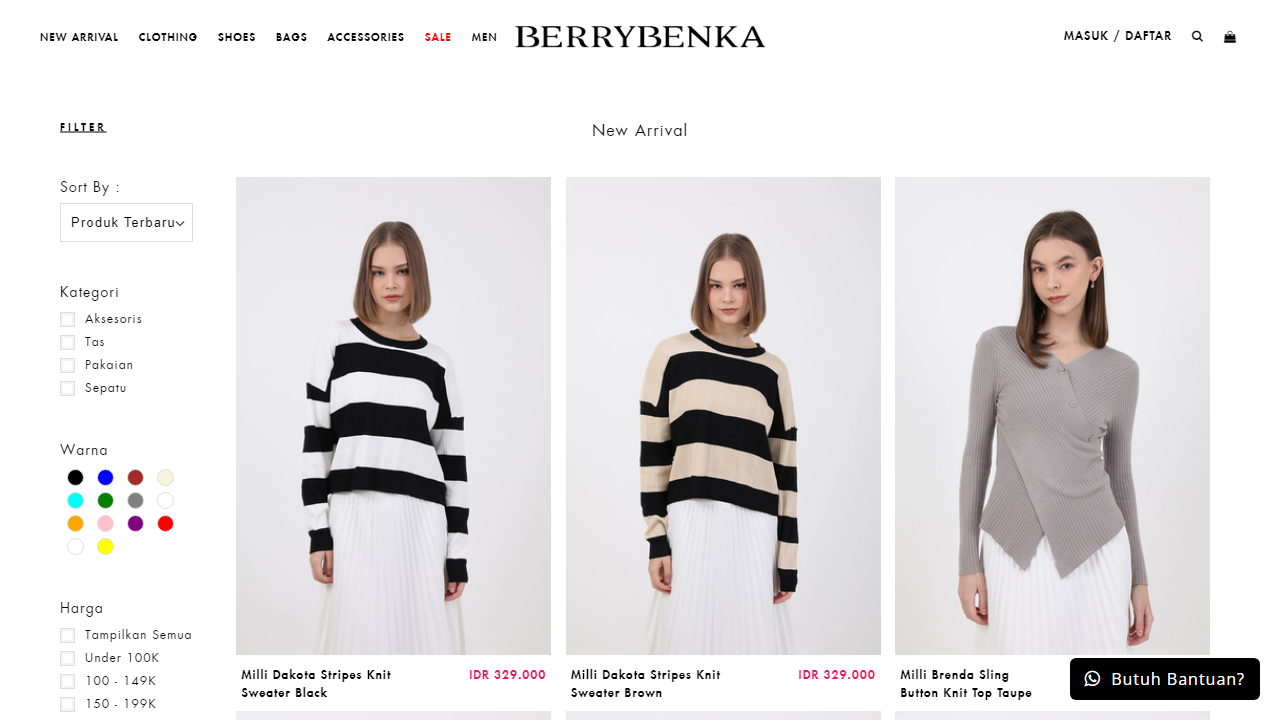 NEW ARRIVAL CLOTHING SHOES BAGS ACCESSORIES SALE MEN BERRYBENKA MASUK / DAFTAR
FILTER
New Arrival
Sort By :
Produk Terbaru
Kategori
Aksesoris
Tas
Pakaian
Sepatu
Warna
Harga
Tampilkan Semua
Under 100K
100 - 149K
150 - 199K
Milli Dakota Stripes Knit
Sweater Black
IDR 329.000
Milli Dakota Stripes Knit
Sweater Brown
IDR 329.000
Milli Brenda Sling
Button Knit Top Taupe
Butuh Bantuan?